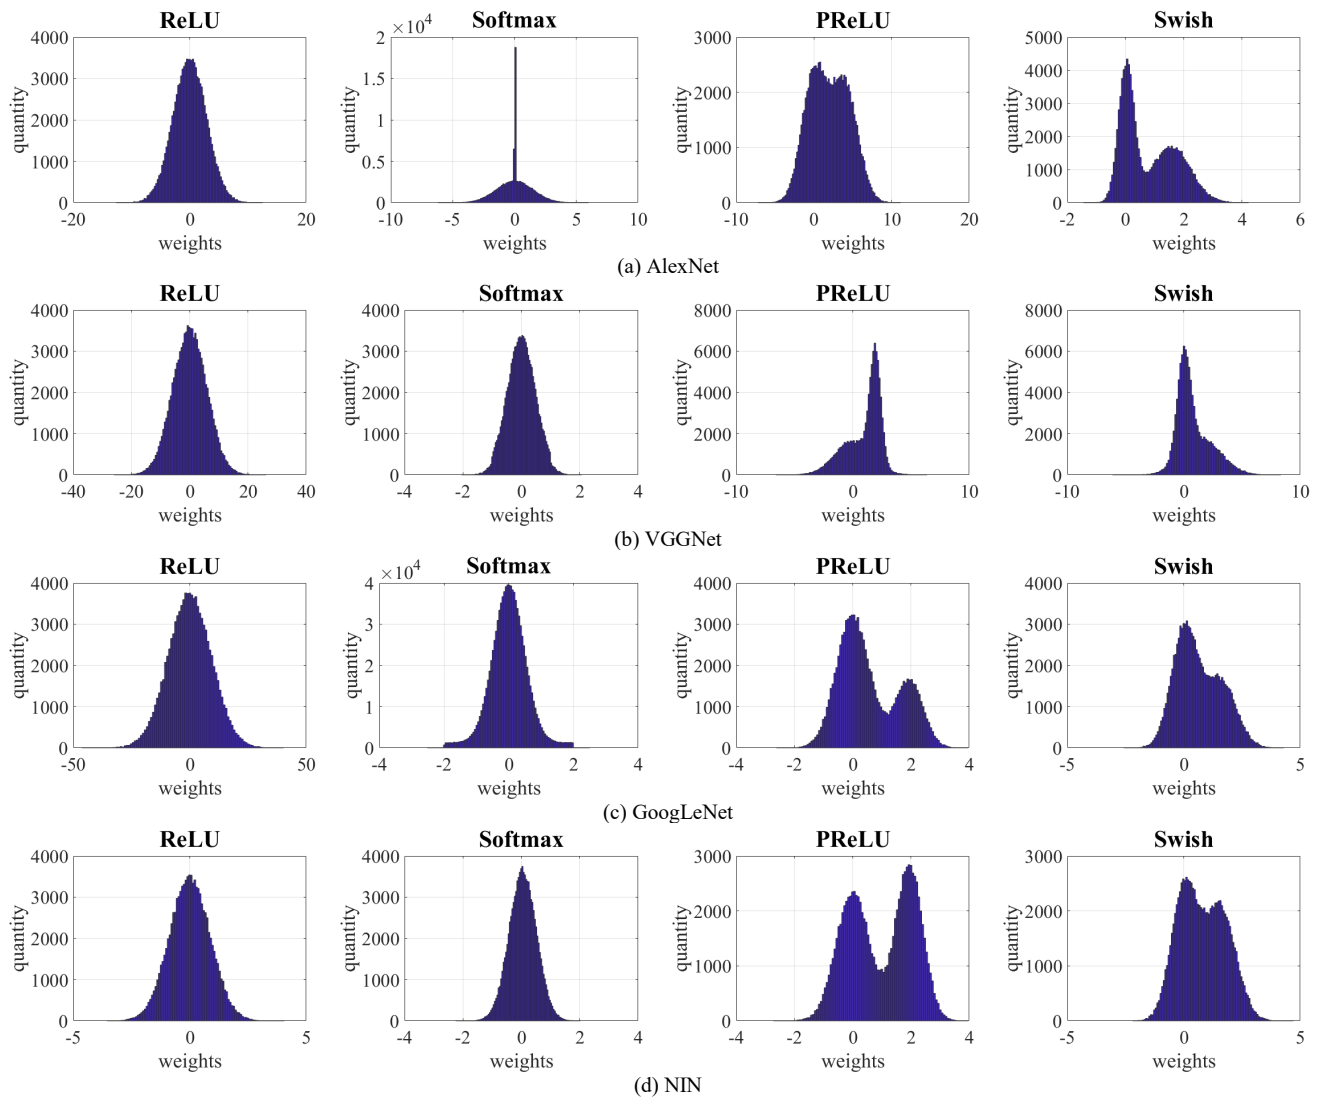 ReLU Softmax PReLU Swish
4000 ×10⁴ 2 3000 5000
3000 1.5 2000 4000
2000 1 1000 3000
1000 0.5 0 2000
0 0 1000
0
quantity quantity quantity quantity
-20 0 20 -10 -5 0 5 10 -10 0 10 20 -2 0 2 4 6
weights weights weights weights
(a) AlexNet
ReLU Softmax PReLU Swish
4000 4000 8000 8000
3000 3000 6000 6000
2000 2000 4000 4000
1000 1000 2000 2000
0 0 0 0
quantity quantity quantity quantity
-40 -20 0 20 40 -4 -2 0 2 4 -10 0 10 -10 0 10
weights weights weights weights
(b) VGGNet
ReLU Softmax PReLU Swish
4000 ×10⁴ 4 4000 4000
3000 3 3000 3000
2000 2 2000 2000
1000 1 1000 1000
0 0 0 0
quantity quantity quantity quantity
-50 0 50 -4 -2 0 2 4 -4 -2 0 2 4 -5 0 5
weights weights weights weights
(c) GoogLeNet
ReLU Softmax PReLU Swish
4000 4000 3000 3000
3000 3000 2000 2000
2000 2000 1000 1000
1000 1000 0 0
0 0
quantity quantity quantity quantity
-5 0 5 -4 -2 0 2 4 -4 -2 0 2 4 -5 0 5
weights weights weights weights
(d) NIN